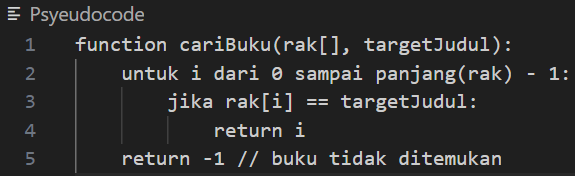 Psyeudocode
1 function cariBuku(rak[], targetJudul):
2 untuk i dari 0 sampai panjang(rak) - 1:
3 jika rak[i] == targetJudul:
4 return i
5 return -1 // buku tidak ditemukan